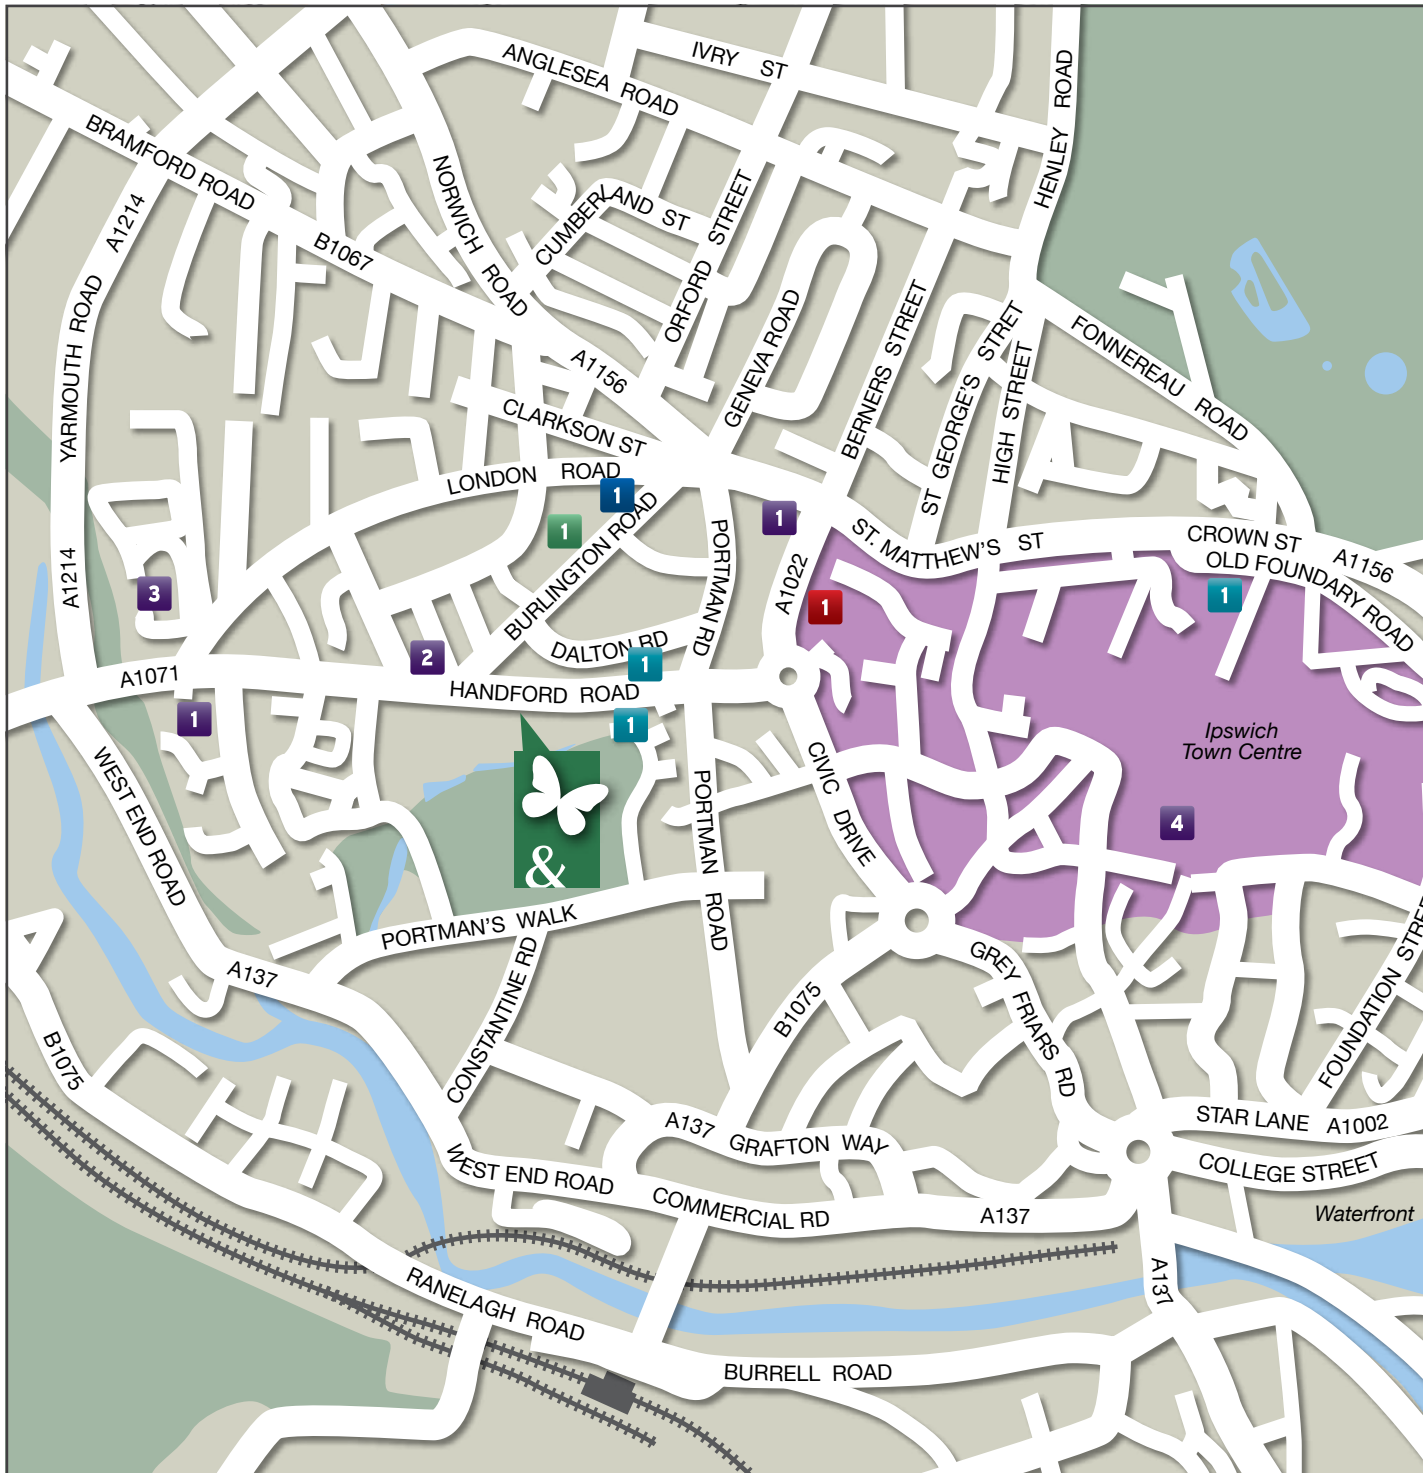 IVRY ST
ANGLESEA ROAD
HENLEY ROAD
BRAMFORD ROAD
NORWICH ROAD
A1214
CUMBERLAND ST
ORFORD STREET
B1067
YARMOUTH ROAD
GENEVA ROAD
BERNERS STREET
ST GEORGE'S STRET
HIGH STREET
FONNEREAU ROAD
A1156
CLARKSON ST
LONDON ROAD
1
1
BURLINGTON ROAD
PORTMAN RD
1
A1022
ST. MATTHEW'S ST
CROWN ST
A1156
OLD FOUNDARY ROAD
1
A1214
3
1
2
DALTON RD
1
A1071
HANDFORD ROAD
1
1
Ipswich
Town Centre
WEST END ROAD
&
PORTMAN ROAD
CIVIC DRIVE
4
PORTMAN'S WALK
A137
CONSTANTINE RD
B1075
GREY FRIARS RD
FOUNDATION STREE
B1075
A137
GRAFTON WAY
STAR LANE A1002
COLLEGE STREET
WEST END ROAD
COMMERCIAL RD
A137
Waterfront
A137
RANELAGH ROAD
BURRELL ROAD